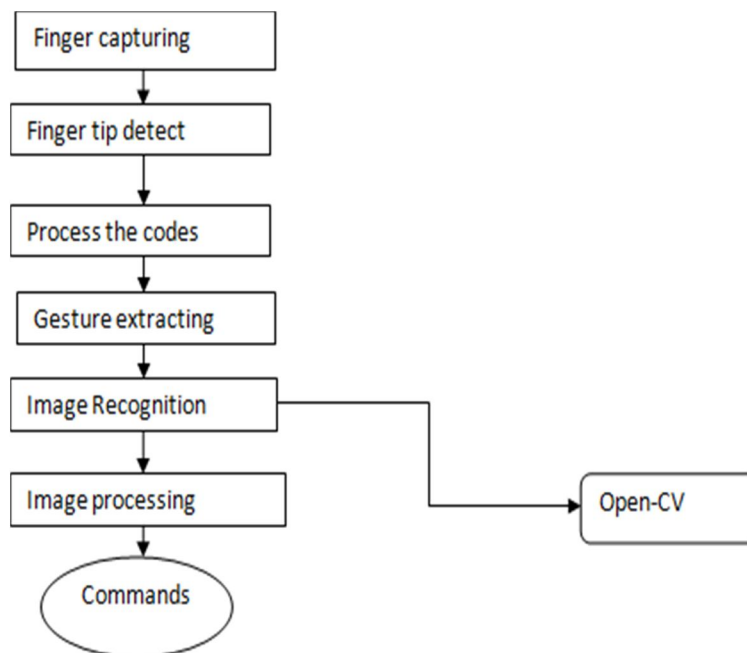 Finger capturing
Finger tip detect
Process the codes
Gesture extracting
Image Recognition
Image processing
Open-CV
Commands